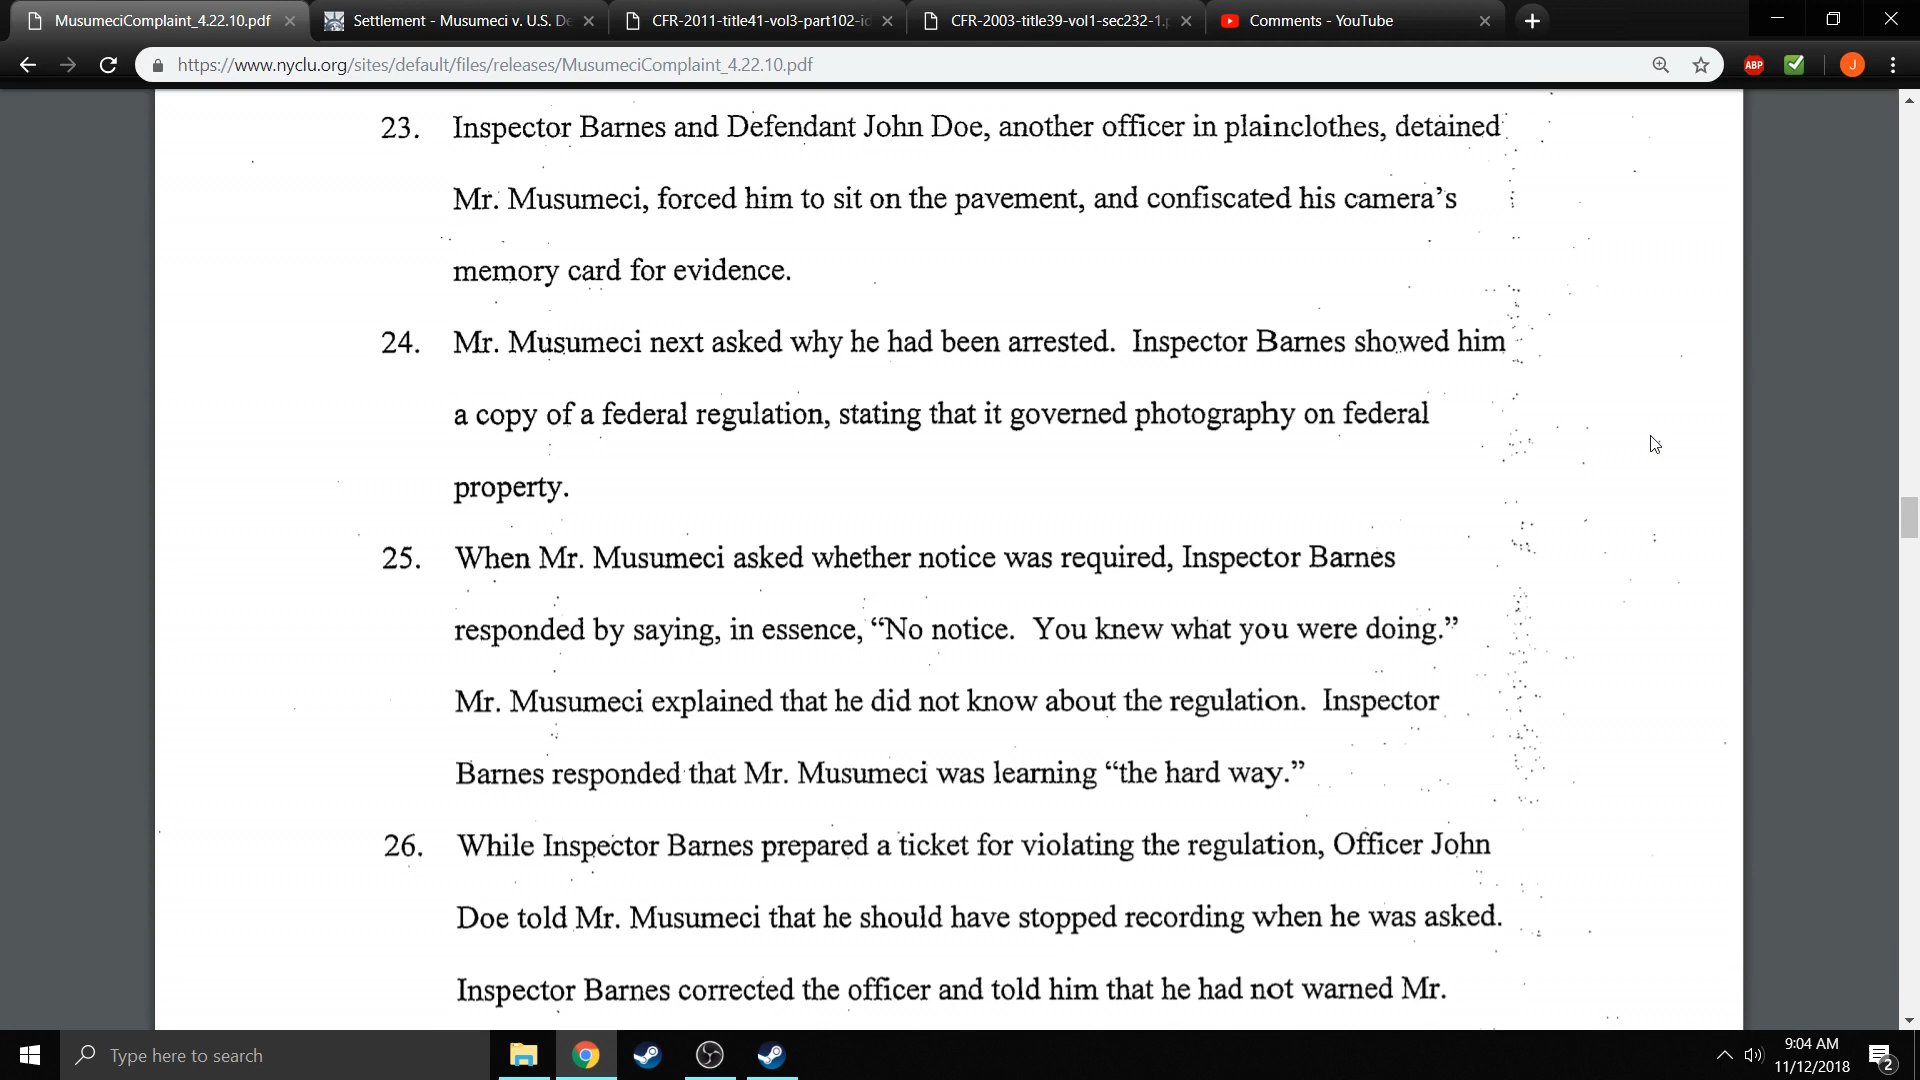 MusumeciComplaint_4.22.10.pdf
Settlement - Musumeci v. U.S. De
CFR-2011-title41-vol3-part102-id
CFR-2003-title39-vol1-sec232-1.p
Comments - YouTube
https://www.nyclu.org/sites/default/files/releases/MusumeciComplaint_4.22.10.pdf
ABP
J
23. Inspector Barnes and Defendant John Doe, another officer in plainclothes, detained
Mr. Musumeci, forced him to sit on the pavement, and confiscated his camera's
memory card for evidence.
24. Mr. Musumeci next asked why he had been arrested. Inspector Barnes showed him
a copy of a federal regulation, stating that it governed photography on federal
property.
25. When Mr. Musumeci asked whether notice was required, Inspector Barnes
responded by saying, in essence, “No notice. You knew what you were doing.”
Mr. Musumeci explained that he did not know about the regulation. Inspector
Barnes responded that Mr. Musumeci was learning “the hard way.”
26. While Inspector Barnes prepared a ticket for violating the regulation, Officer John
Doe told Mr. Musumeci that he should have stopped recording when he was asked.
Inspector Barnes corrected the officer and told him that he had not warned Mr.
Type here to search
9:04 AM
11/12/2018
2